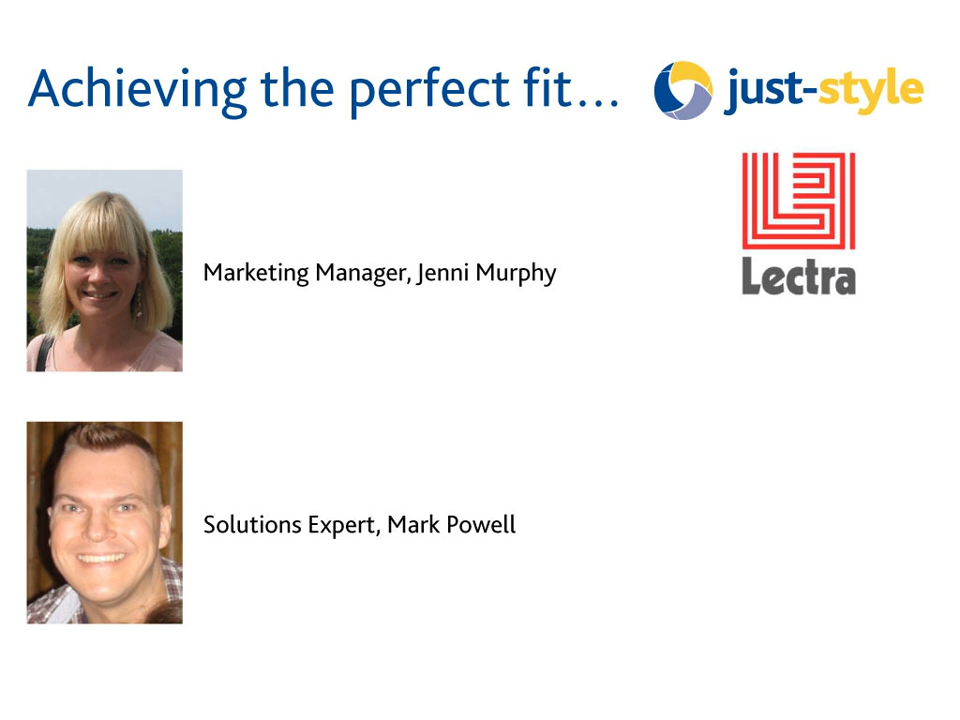 Achieving the perfect fit...
just-style
Lectra
Marketing Manager, Jenni Murphy
Solutions Expert, Mark Powell